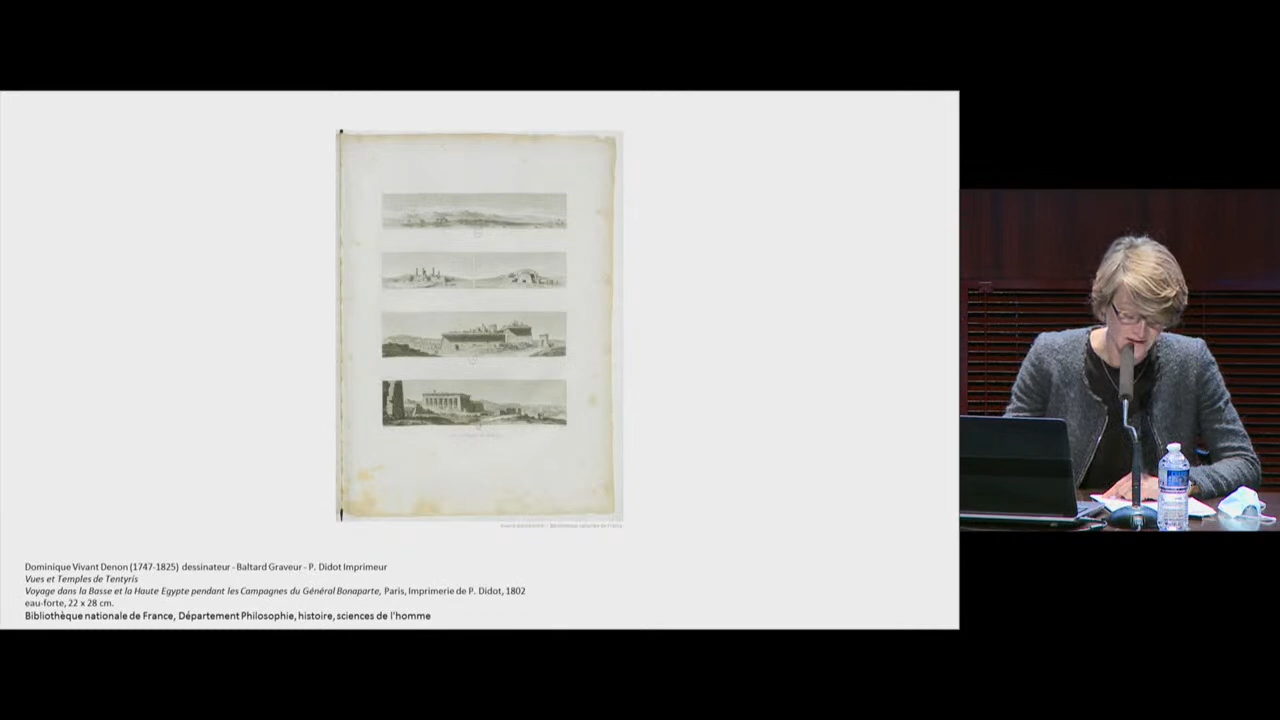 Dominique Vivant Denon (1747-1825) dessinateur - Baltard Graveur - P. Didot Imprimeur
Vues et Temples de Tentyris
Voyage dans la Basse et la Haute Egypte pendant les Campagnes du Général Bonaparte, Paris, Imprimerie de P. Didot, 1802
eau-forte, 22 x 28 cm.
Bibliothèque nationale de France, Département Philosophie, histoire, sciences de l'homme